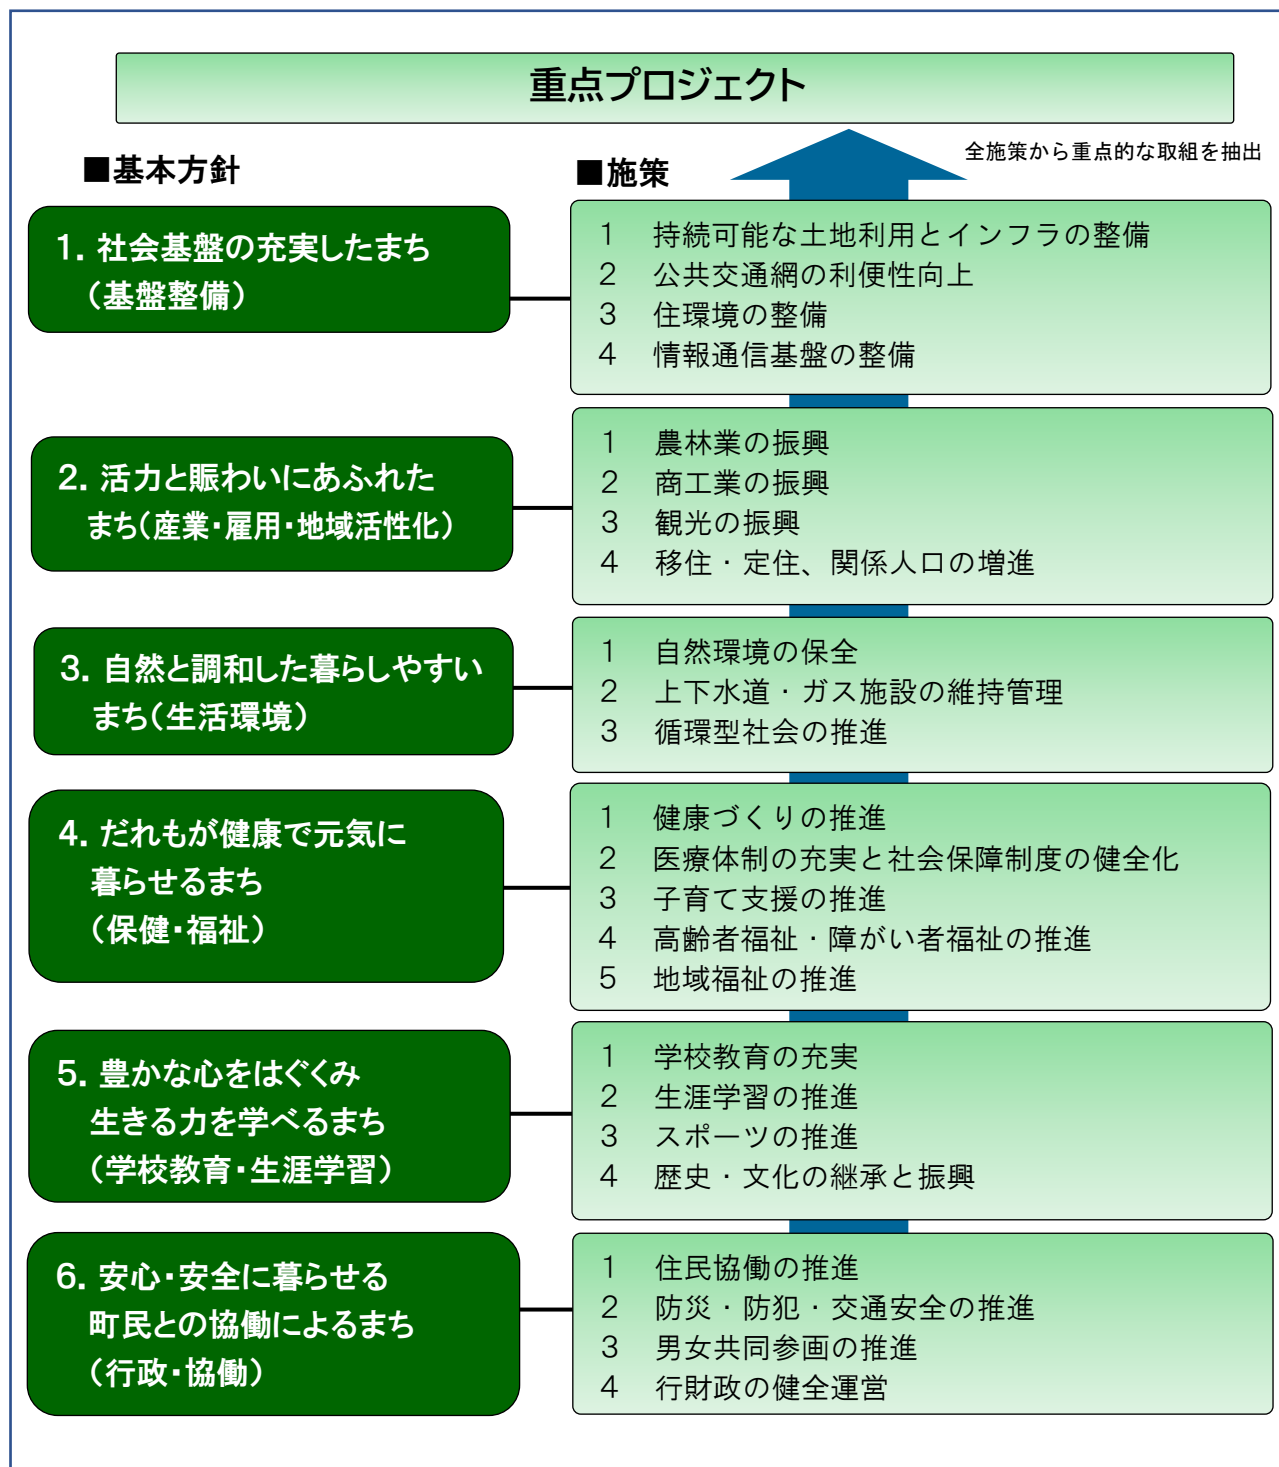 重点プロジェクト
全施策から重点的な取組を抽出
■基本方針
■施策
1. 社会基盤の充実したまち
（基盤整備）
1 持続可能な土地利用とインフラの整備
2 公共交通網の利便性向上
3 住環境の整備
4 情報通信基盤の整備
2. 活力と賑わいにあふれた
まち（産業・雇用・地域活性化）
1 農林業の振興
2 商工業の振興
3 観光の振興
4 移住・定住、関係人口の増進
3. 自然と調和した暮らしやすい
まち（生活環境）
1 自然環境の保全
2 上下水道・ガス施設の維持管理
3 循環型社会の推進
4. だれもが健康で元気に
暮らせるまち
（保健・福祉）
1 健康づくりの推進
2 医療体制の充実と社会保障制度の健全化
3 子育て支援の推進
4 高齢者福祉・障がい者福祉の推進
5 地域福祉の推進
5. 豊かな心をはぐくみ
生きる力を学べるまち
（学校教育・生涯学習）
1 学校教育の充実
2 生涯学習の推進
3 スポーツの推進
4 歴史・文化の継承と振興
6. 安心・安全に暮らせる
町民との協働によるまち
（行政・協働）
1 住民協働の推進
2 防災・防犯・交通安全の推進
3 男女共同参画の推進
4 行財政の健全運営